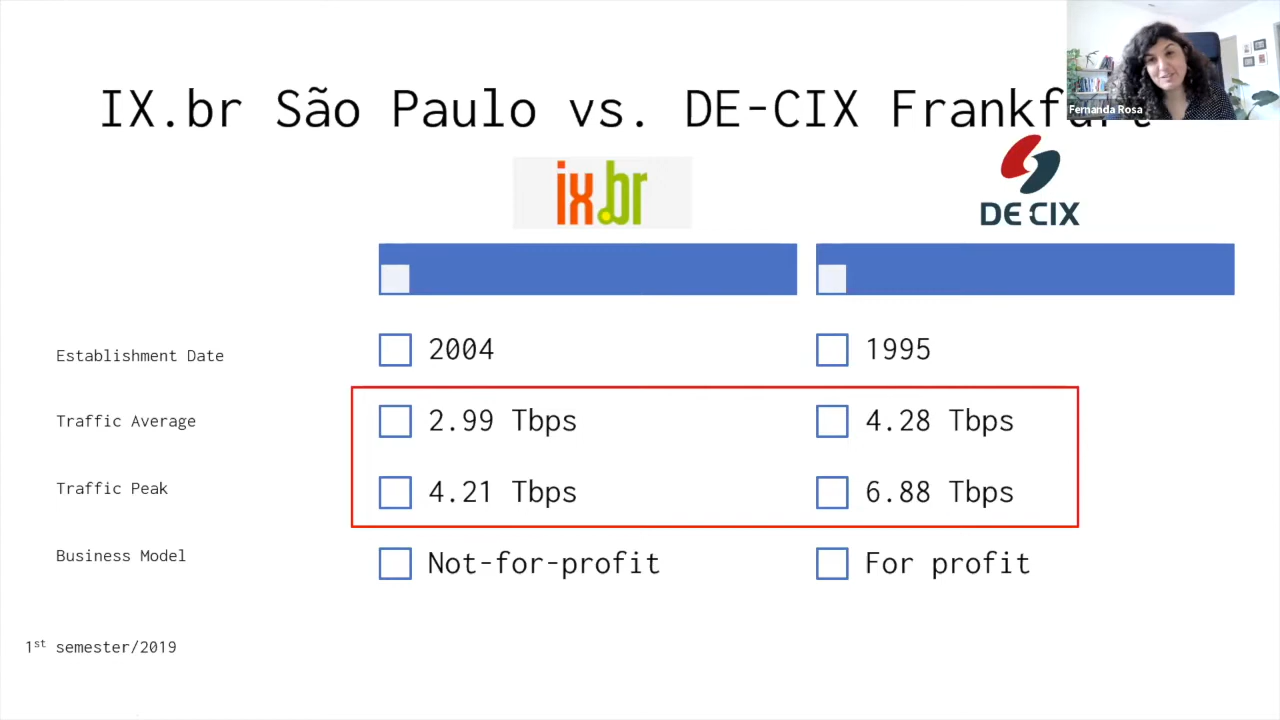 IX.br São Paulo vs. DE-CIX Frankfurt
Fernanda Rosa
ix.br
DE CIX
Establishment Date
2004
1995
Traffic Average
2.99 Tbps
4.28 Tbps
Traffic Peak
4.21 Tbps
6.88 Tbps
Business Model
Not-for-profit
For profit
1st semester/2019